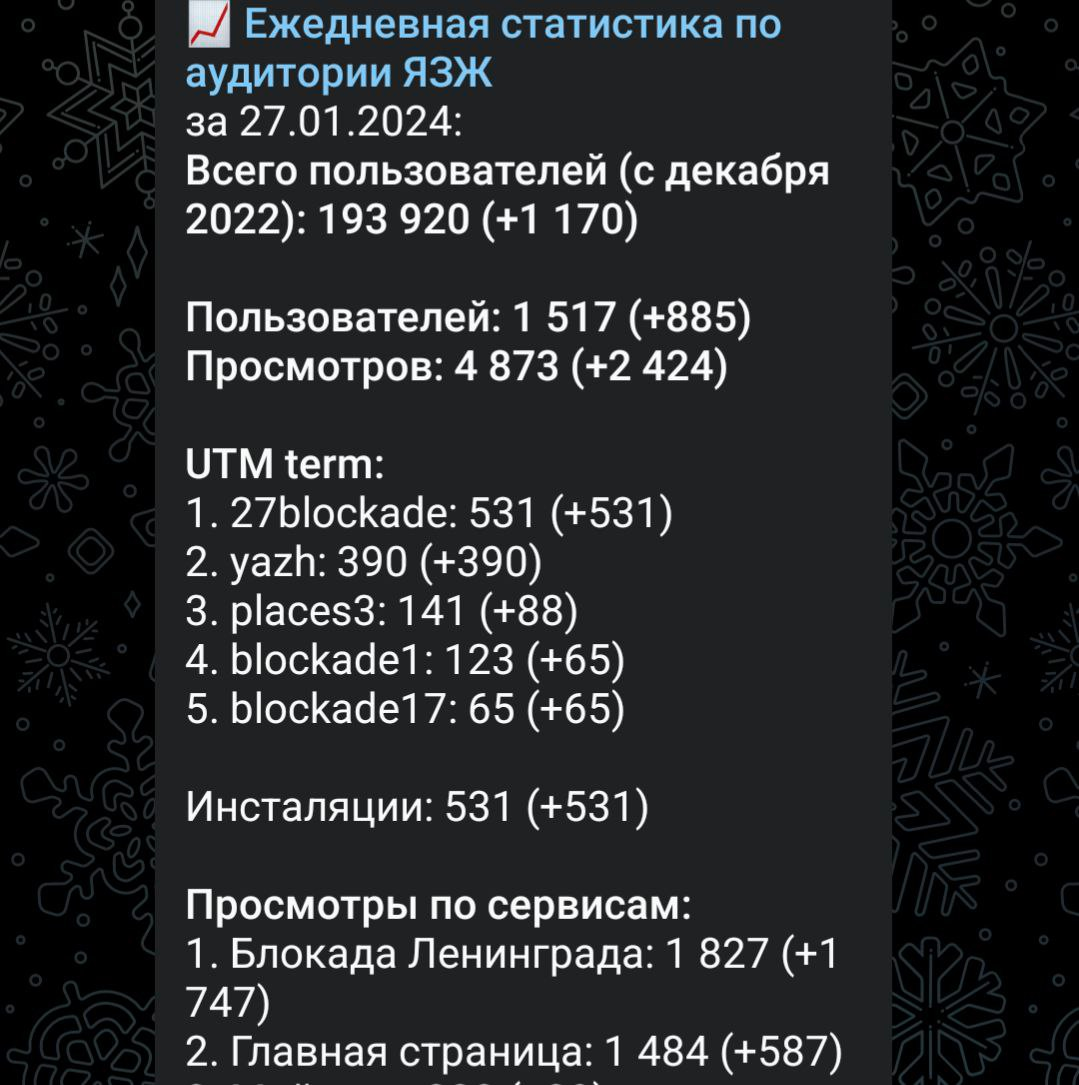 📈 Ежедневная статистика по
аудитории ЯЗЖ
за 27.01.2024:
Всего пользователей (с декабря
2022): 193 920 (+1 170)
Пользователей: 1 517 (+885)
Просмотров: 4 873 (+2 424)
UTM term:
1. 27blockade: 531 (+531)
2. yazh: 390 (+390)
3. places3: 141 (+88)
4. blockade1: 123 (+65)
5. blockade17: 65 (+65)
Инсталяции: 531 (+531)
Просмотры по сервисам:
1. Блокада Ленинграда: 1 827 (+1
747)
2. Главная страница: 1 484 (+587)